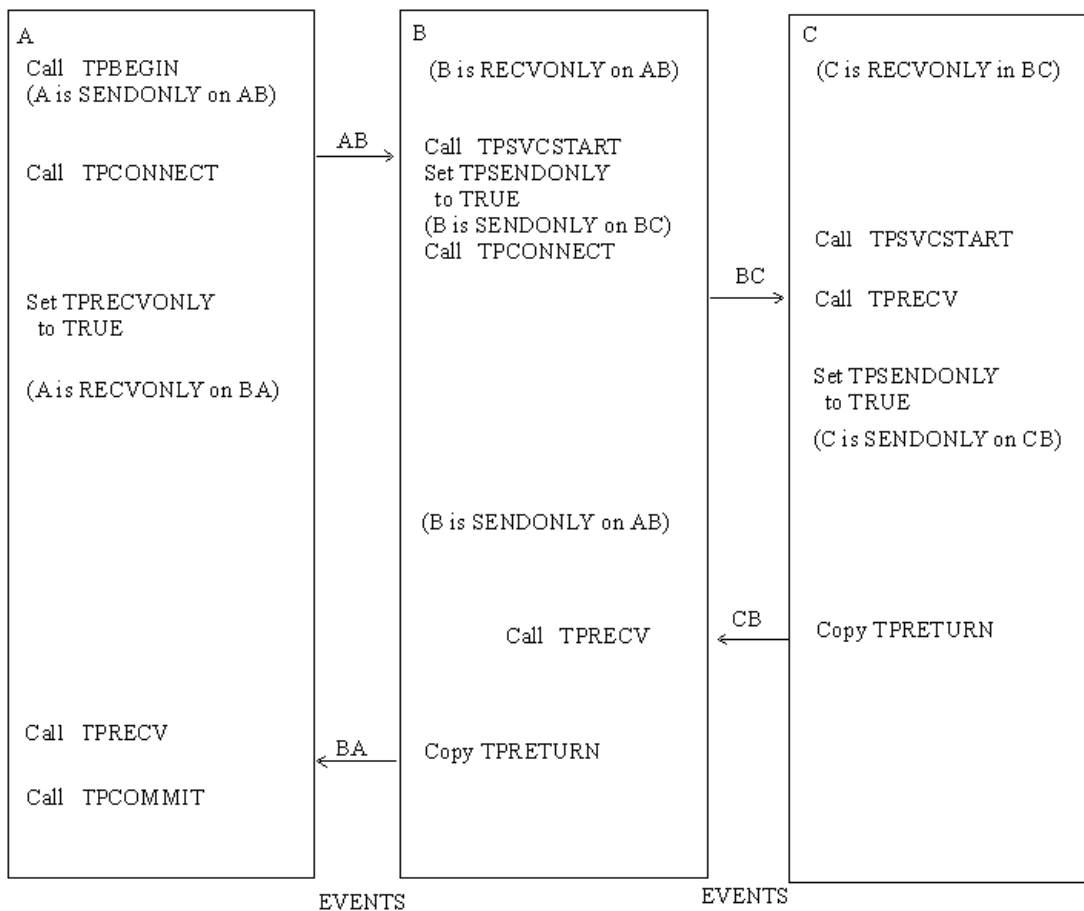 A
Call TPBEGIN
(A is SENDONLY on AB)
Call TPCONNECT
Set TPRECVONLY
to TRUE
(A is RECVONLY on BA)
Call TPRECV
Call TPCOMMIT
AB
BA
EVENTS
B
(B is RECVONLY on AB)
Call TPSVCSTART
Set TPSENDONLY
to TRUE
(B is SENDONLY on BC)
Call TPCONNECT
(B is SENDONLY on AB)
Call TPRECV
Copy TPRETURN
BC
CB
EVENTS
C
(C is RECVONLY in BC)
Call TPSVCSTART
Call TPRECV
Set TPSENDONLY
to TRUE
(C is SENDONLY on CB)
Copy TPRETURN